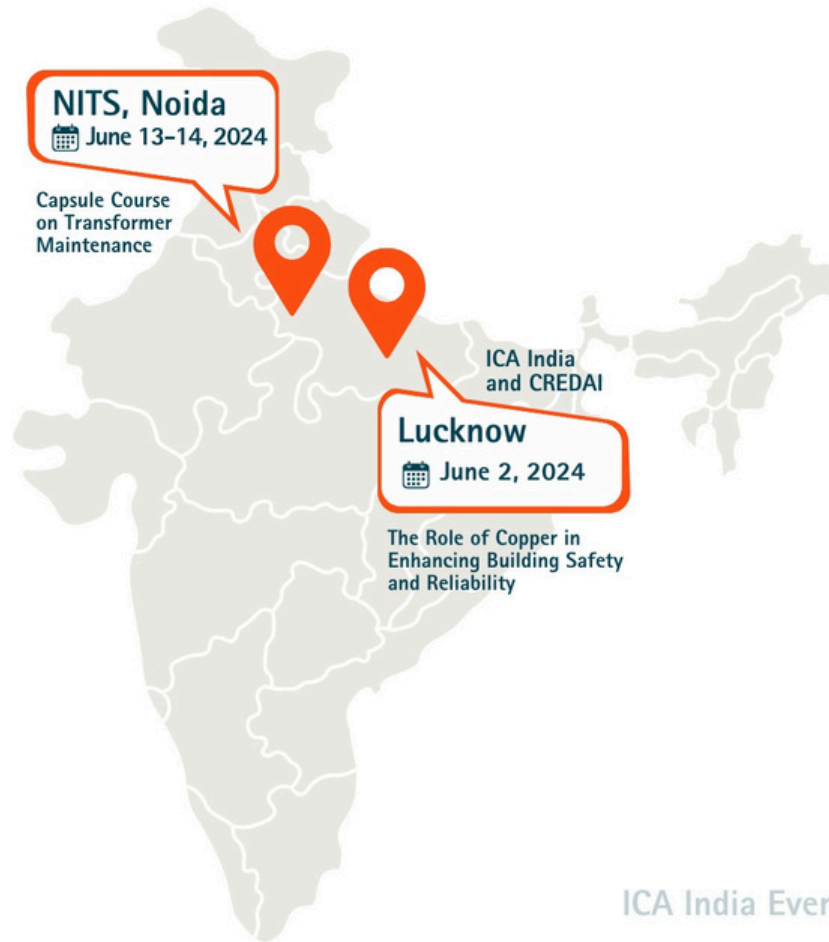 NITS, Noida
June 13-14, 2024
Capsule Course
on Transformer
Maintenance
ICA India
and CREDAI
Lucknow
June 2, 2024
The Role of Copper in
Enhancing Building Safety
and Reliability
ICA India